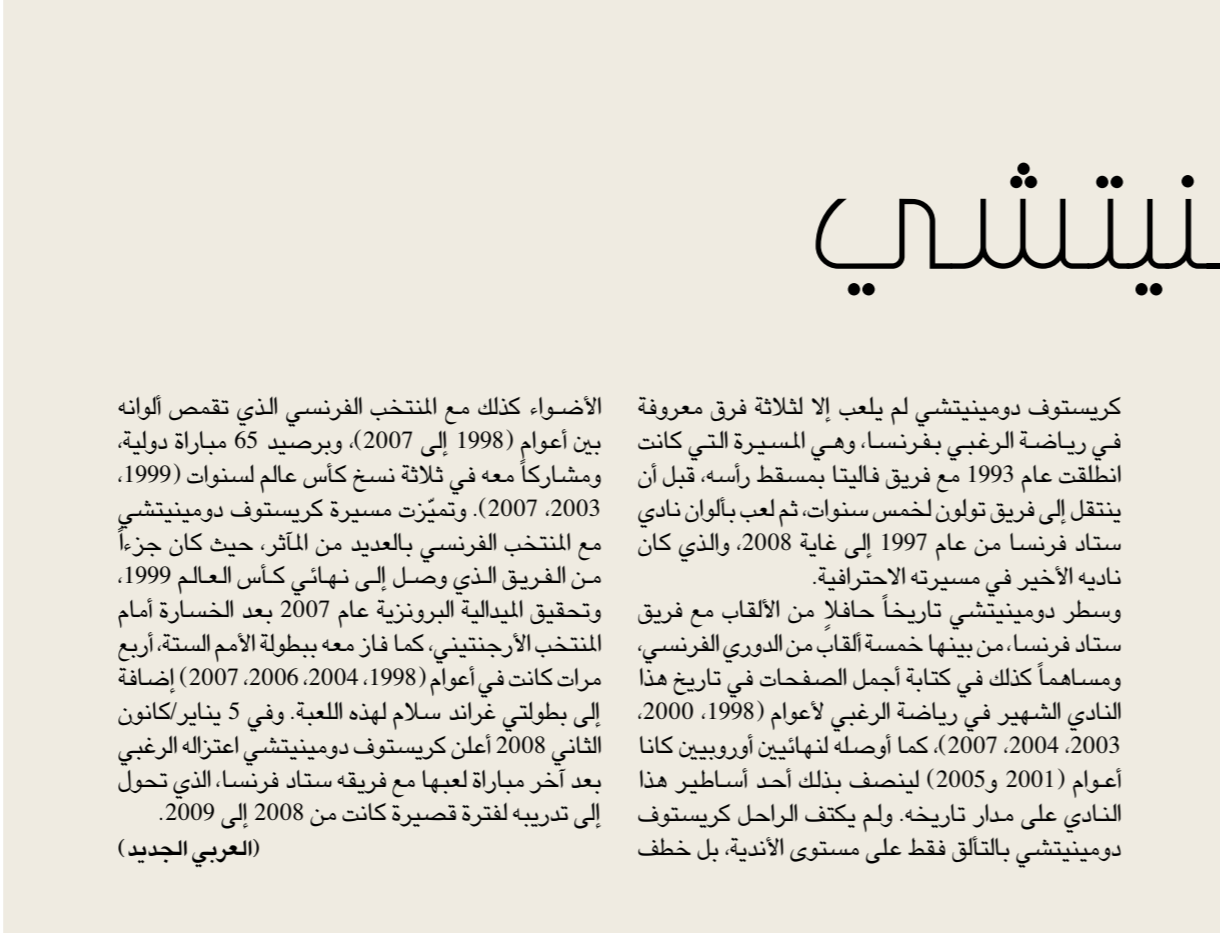 نيتشي
كريستوف دومينيتشي لم يلعب إلا لثلاثة فرق معروفة
في رياضة الرغبي بفرنسا، وهي المسيرة التي كانت
انطلقت عام 1993 مع فريق فاليتا بمسقط رأسه، قبل أن
ينتقل إلى فريق تولون لخمس سنوات، ثم لعب بألوان نادي
ستاد فرنسا من عام 1997 إلى غاية 2008، والذي كان
ناديه الأخير في مسيرته الاحترافية.
وسطر دومينيتشي تاريخاً حافلاً من الألقاب مع فريق
ستاد فرنسا، من بينها خمسة ألقاب من الدوري الفرنسي،
ومساهماً كذلك في كتابة أجمل الصفحات في تاريخ هذا
النادي الشهير في رياضة الرغبي لأعوام (1998، 2000،
2003، 2004، 2007)، كما أوصله لنهائيين أوروبيين كانا
أعوام (2001 و2005) لينصف بذلك أحد أساطير هذا
النادي على مدار تاريخه. ولم يكتف الراحل كريستوف
دومينيتشي بالتألق فقط على مستوى الأندية، بل خطف
الأضواء كذلك مع المنتخب الفرنسي الذي تقمص ألوانه
بين أعوام (1998 إلى 2007)، وبرصيد 65 مباراة دولية،
ومشاركاً معه في ثلاثة نسخ كأس عالم لسنوات (1999،
2003، 2007). وتميّزت مسيرة كريستوف دومينيتشي
مع المنتخب الفرنسي بالعديد من المآثر، حيث كان جزءاً
من الفريق الذي وصل إلى نهائي كأس العالم 1999،
وتحقيق الميدالية البرونزية عام 2007 بعد الخسارة أمام
المنتخب الأرجنتيني، كما فاز معه ببطولة الأمم الستة، أربع
مرات كانت في أعوام (1998، 2004، 2006، 2007) إضافة
إلى بطولتي غراند سلام لهذه اللعبة. وفي 5 يناير/كانون
الثاني 2008 أعلن كريستوف دومينيتشي اعتزاله الرغبي
بعد آخر مباراة لعبها مع فريقه ستاد فرنسا، الذي تحول
إلى تدريبه لفترة قصيرة كانت من 2008 إلى 2009.
(العربي الجديد)